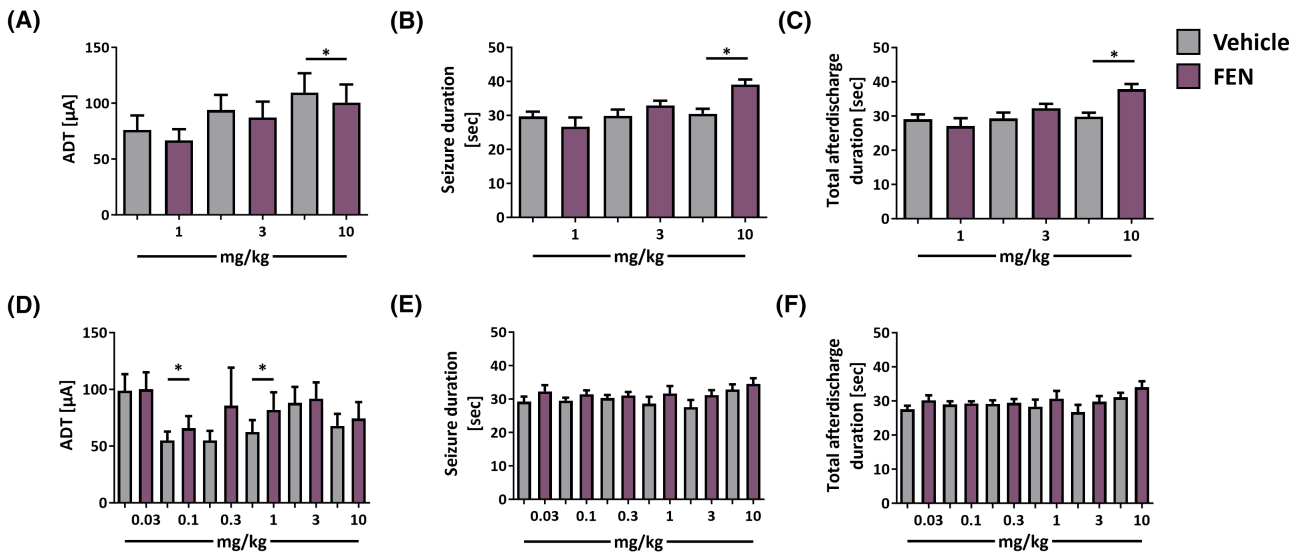 (A)
ADT [µA]
150
100
50
0
*
1
3
10
mg/kg
(B)
Seizure duration
[sec]
50
40
30
20
10
0
*
1
3
10
mg/kg
(C)
Total afterdischarge
duration [sec]
50
40
30
20
10
0
*
1
3
10
mg/kg
Vehicle
FEN
(D)
ADT [µA]
150
100
50
0
*
*
0.03
0.1
0.3
1
3
10
mg/kg
(E)
Seizure duration
[sec]
50
40
30
20
10
0
0.03
0.1
0.3
1
3
10
mg/kg
(F)
Total afterdischarge
duration [sec]
50
40
30
20
10
0
0.03
0.1
0.3
1
3
10
mg/kg